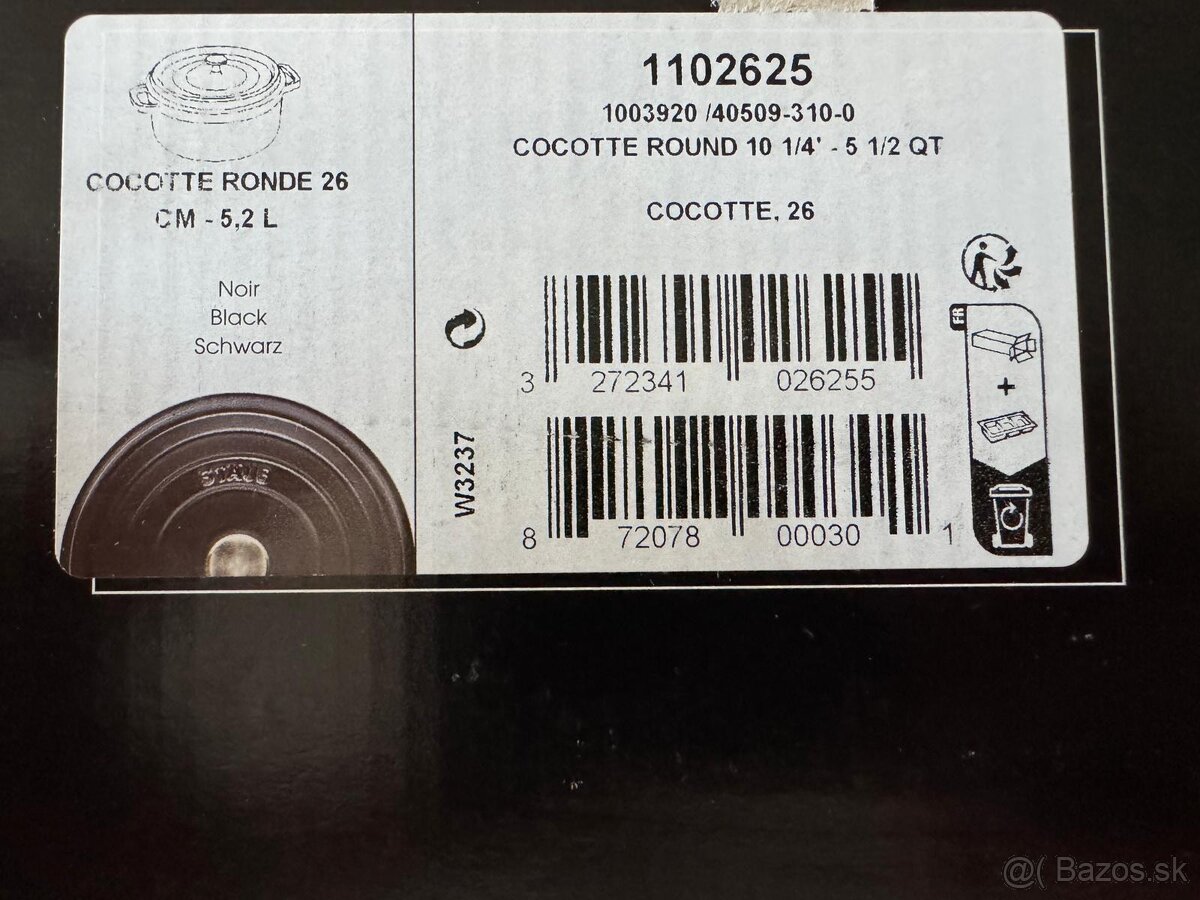 COCOTTE RONDE 26
CM - 5,2 L
Noir
Black
Schwarz
STAUB
1102625
1003920 /40509-310-0
COCOTTE ROUND 10 1/4' - 5 1/2 QT
COCOTTE, 26
3 272341 026255
W3237
8 72078 00030 1
FR
+
@( Bazos.sk